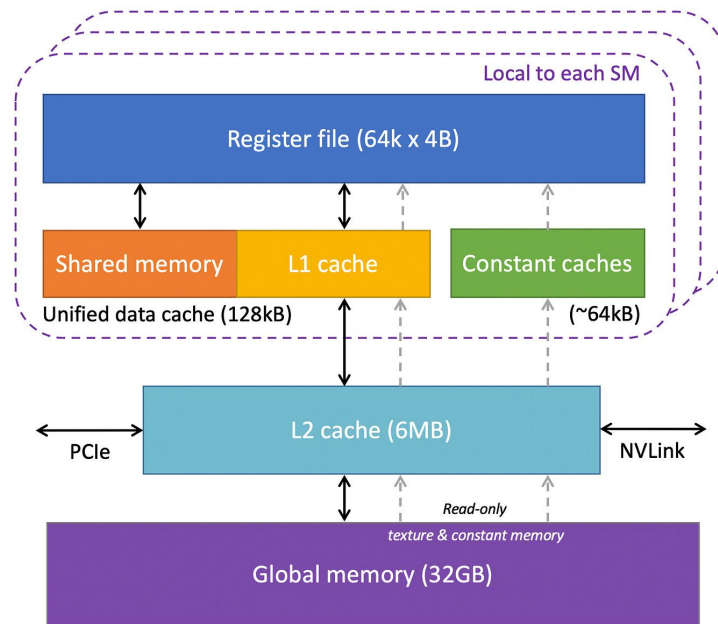 Local to each SM
Register file (64k x 4B)
Shared memory
L1 cache
Constant caches
Unified data cache (128kB)
(~64kB)
L2 cache (6MB)
PCIe
NVLink
Read-only
texture & constant memory
Global memory (32GB)